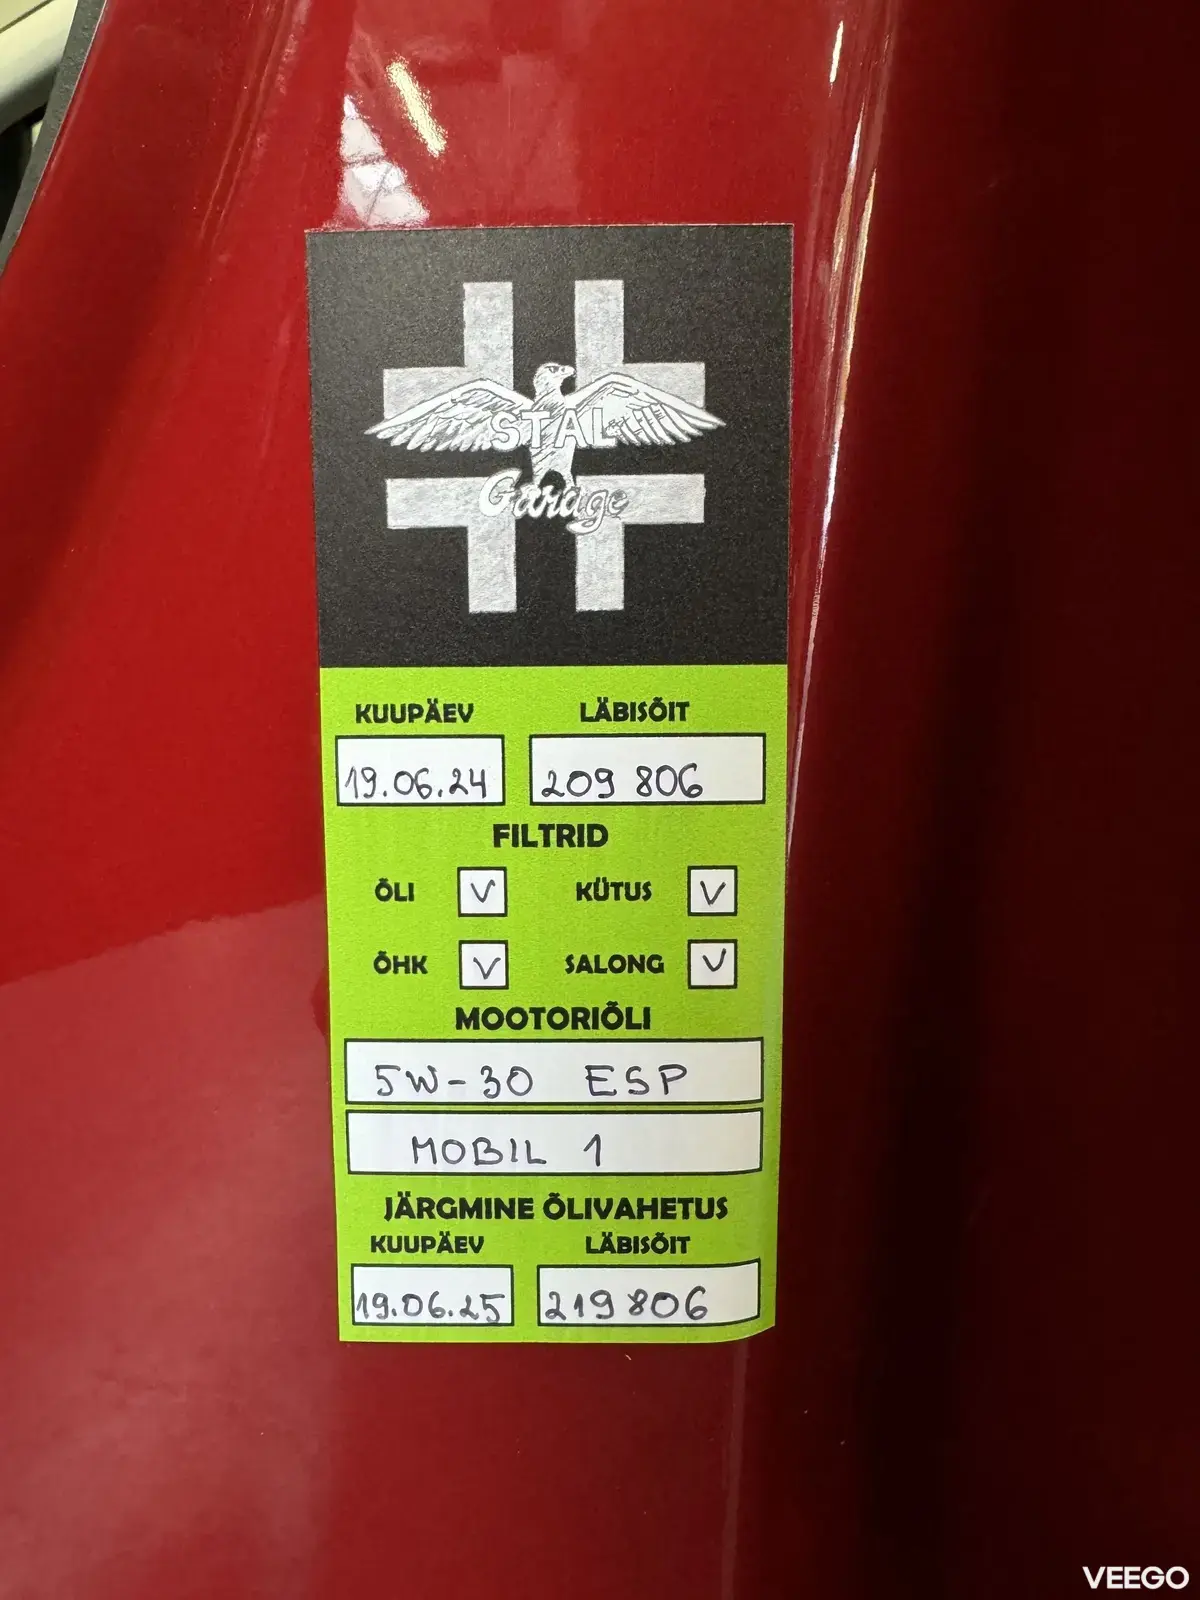 STAL
Garage
KUUPÄEV LÄBISÕIT
19.06.24 209 806
FILTRID
ÕLI V KÜTUS V
ÕHK V SALONG V
MOOTORIÕLI
5W-30 ESP
MOBIL 1
JÄRGMINE ÕLIVAHETUS
KUUPÄEV LÄBISÕIT
19.06.25 219 806
VEEGO